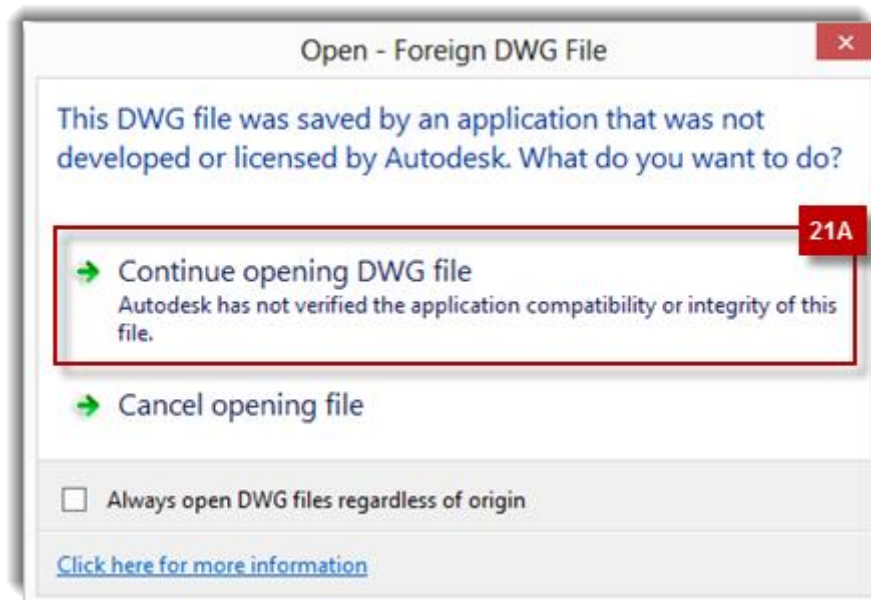 Open - Foreign DWG File
This DWG file was saved by an application that was not
developed or licensed by Autodesk. What do you want to do?
21A
Continue opening DWG file
Autodesk has not verified the application compatibility or integrity of this
file.
Cancel opening file
Always open DWG files regardless of origin
Click here for more information